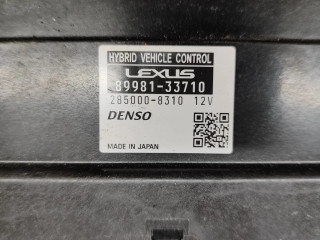 HYBRID VEHICLE CONTROL
LEXUS
89981-33710
285000-8310 12V
DENSO
MADE IN JAPAN